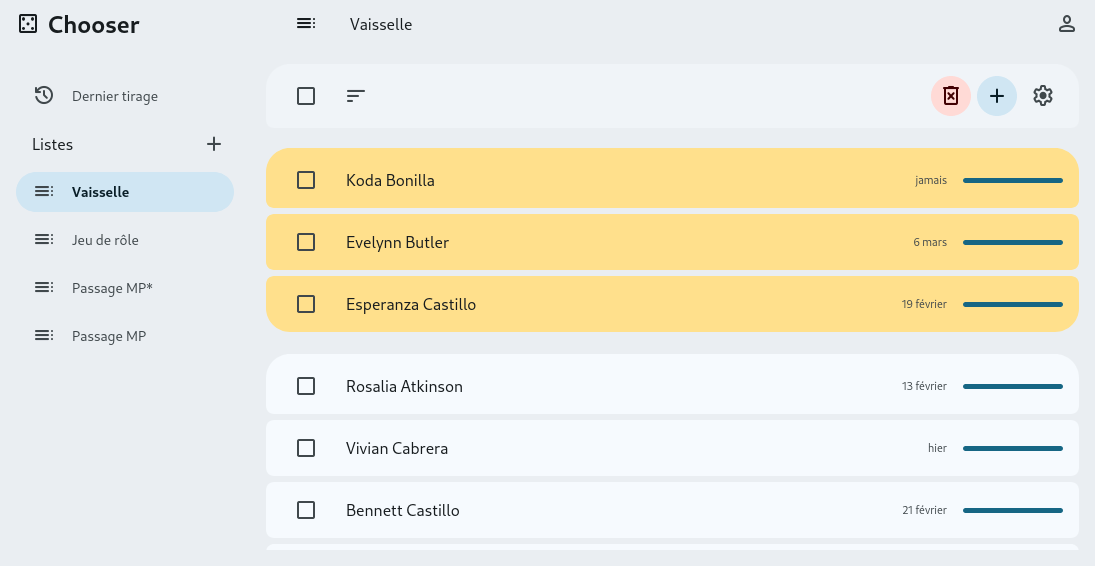 Chooser
Vaisselle
Dernier tirage
Listes
Vaisselle
Jeu de rôle
Passage MP*
Passage MP
Koda Bonilla jamais
Evelynn Butler 6 mars
Esperanza Castillo 19 février
Rosalia Atkinson 13 février
Vivian Cabrera hier
Bennett Castillo 21 février